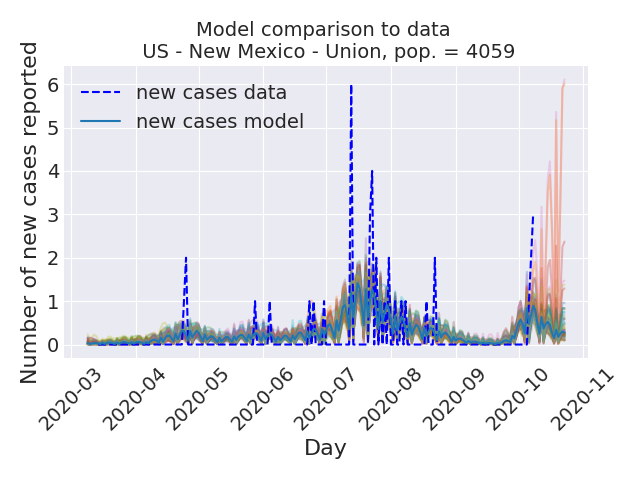 Model comparison to data
US - New Mexico - Union, pop. = 4059
Number of new cases reported
6
5
4
3
2
1
0
new cases data
new cases model
2020-03
2020-04
2020-05
2020-06
2020-07
2020-08
2020-09
2020-10
2020-11
Day